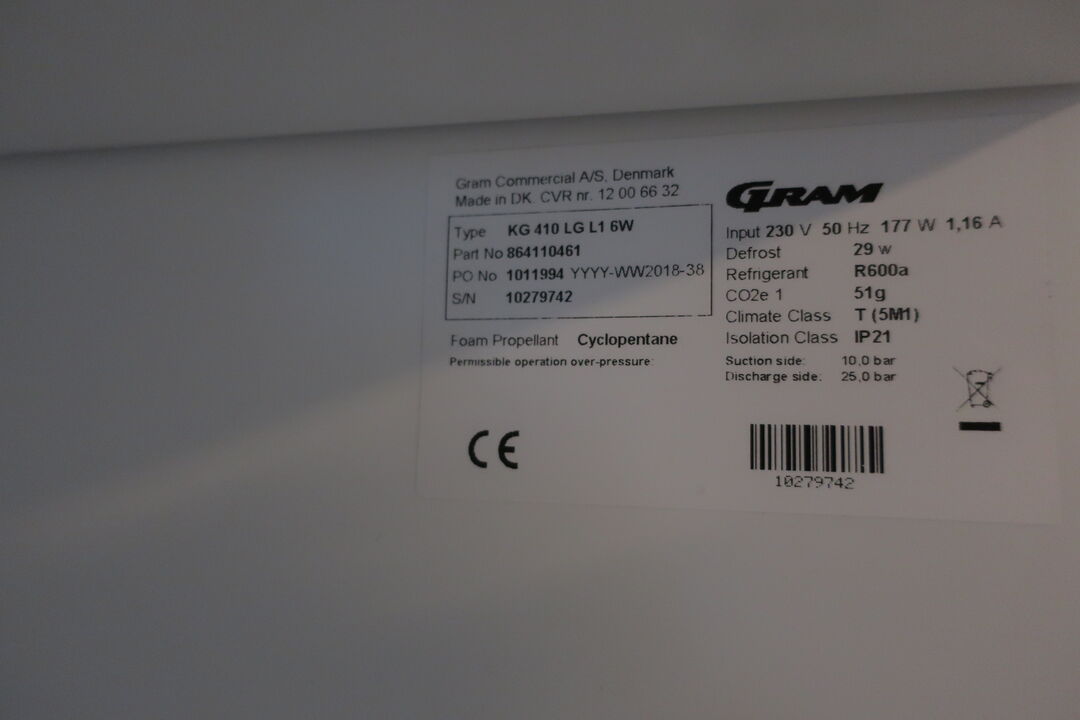 Gram Commercial A/S, Denmark
Made in DK. CVR nr. 12 00 66 32
Type KG 410 LG L1 6W
Part No 864110461
PO No 1011994 YYYY-WW2018-38
S/N 10279742
Foam Propellant Cyclopentane
Permissible operation over-pressure:
GRAM
Input 230 V 50 Hz 177 W 1,16 A
Defrost 29 w
Refrigerant R600a
CO2e 1 51g
Climate Class T (5M1)
Isolation Class IP21
Suction side: 10,0 bar
Discharge side: 25,0 bar
CE
10279742